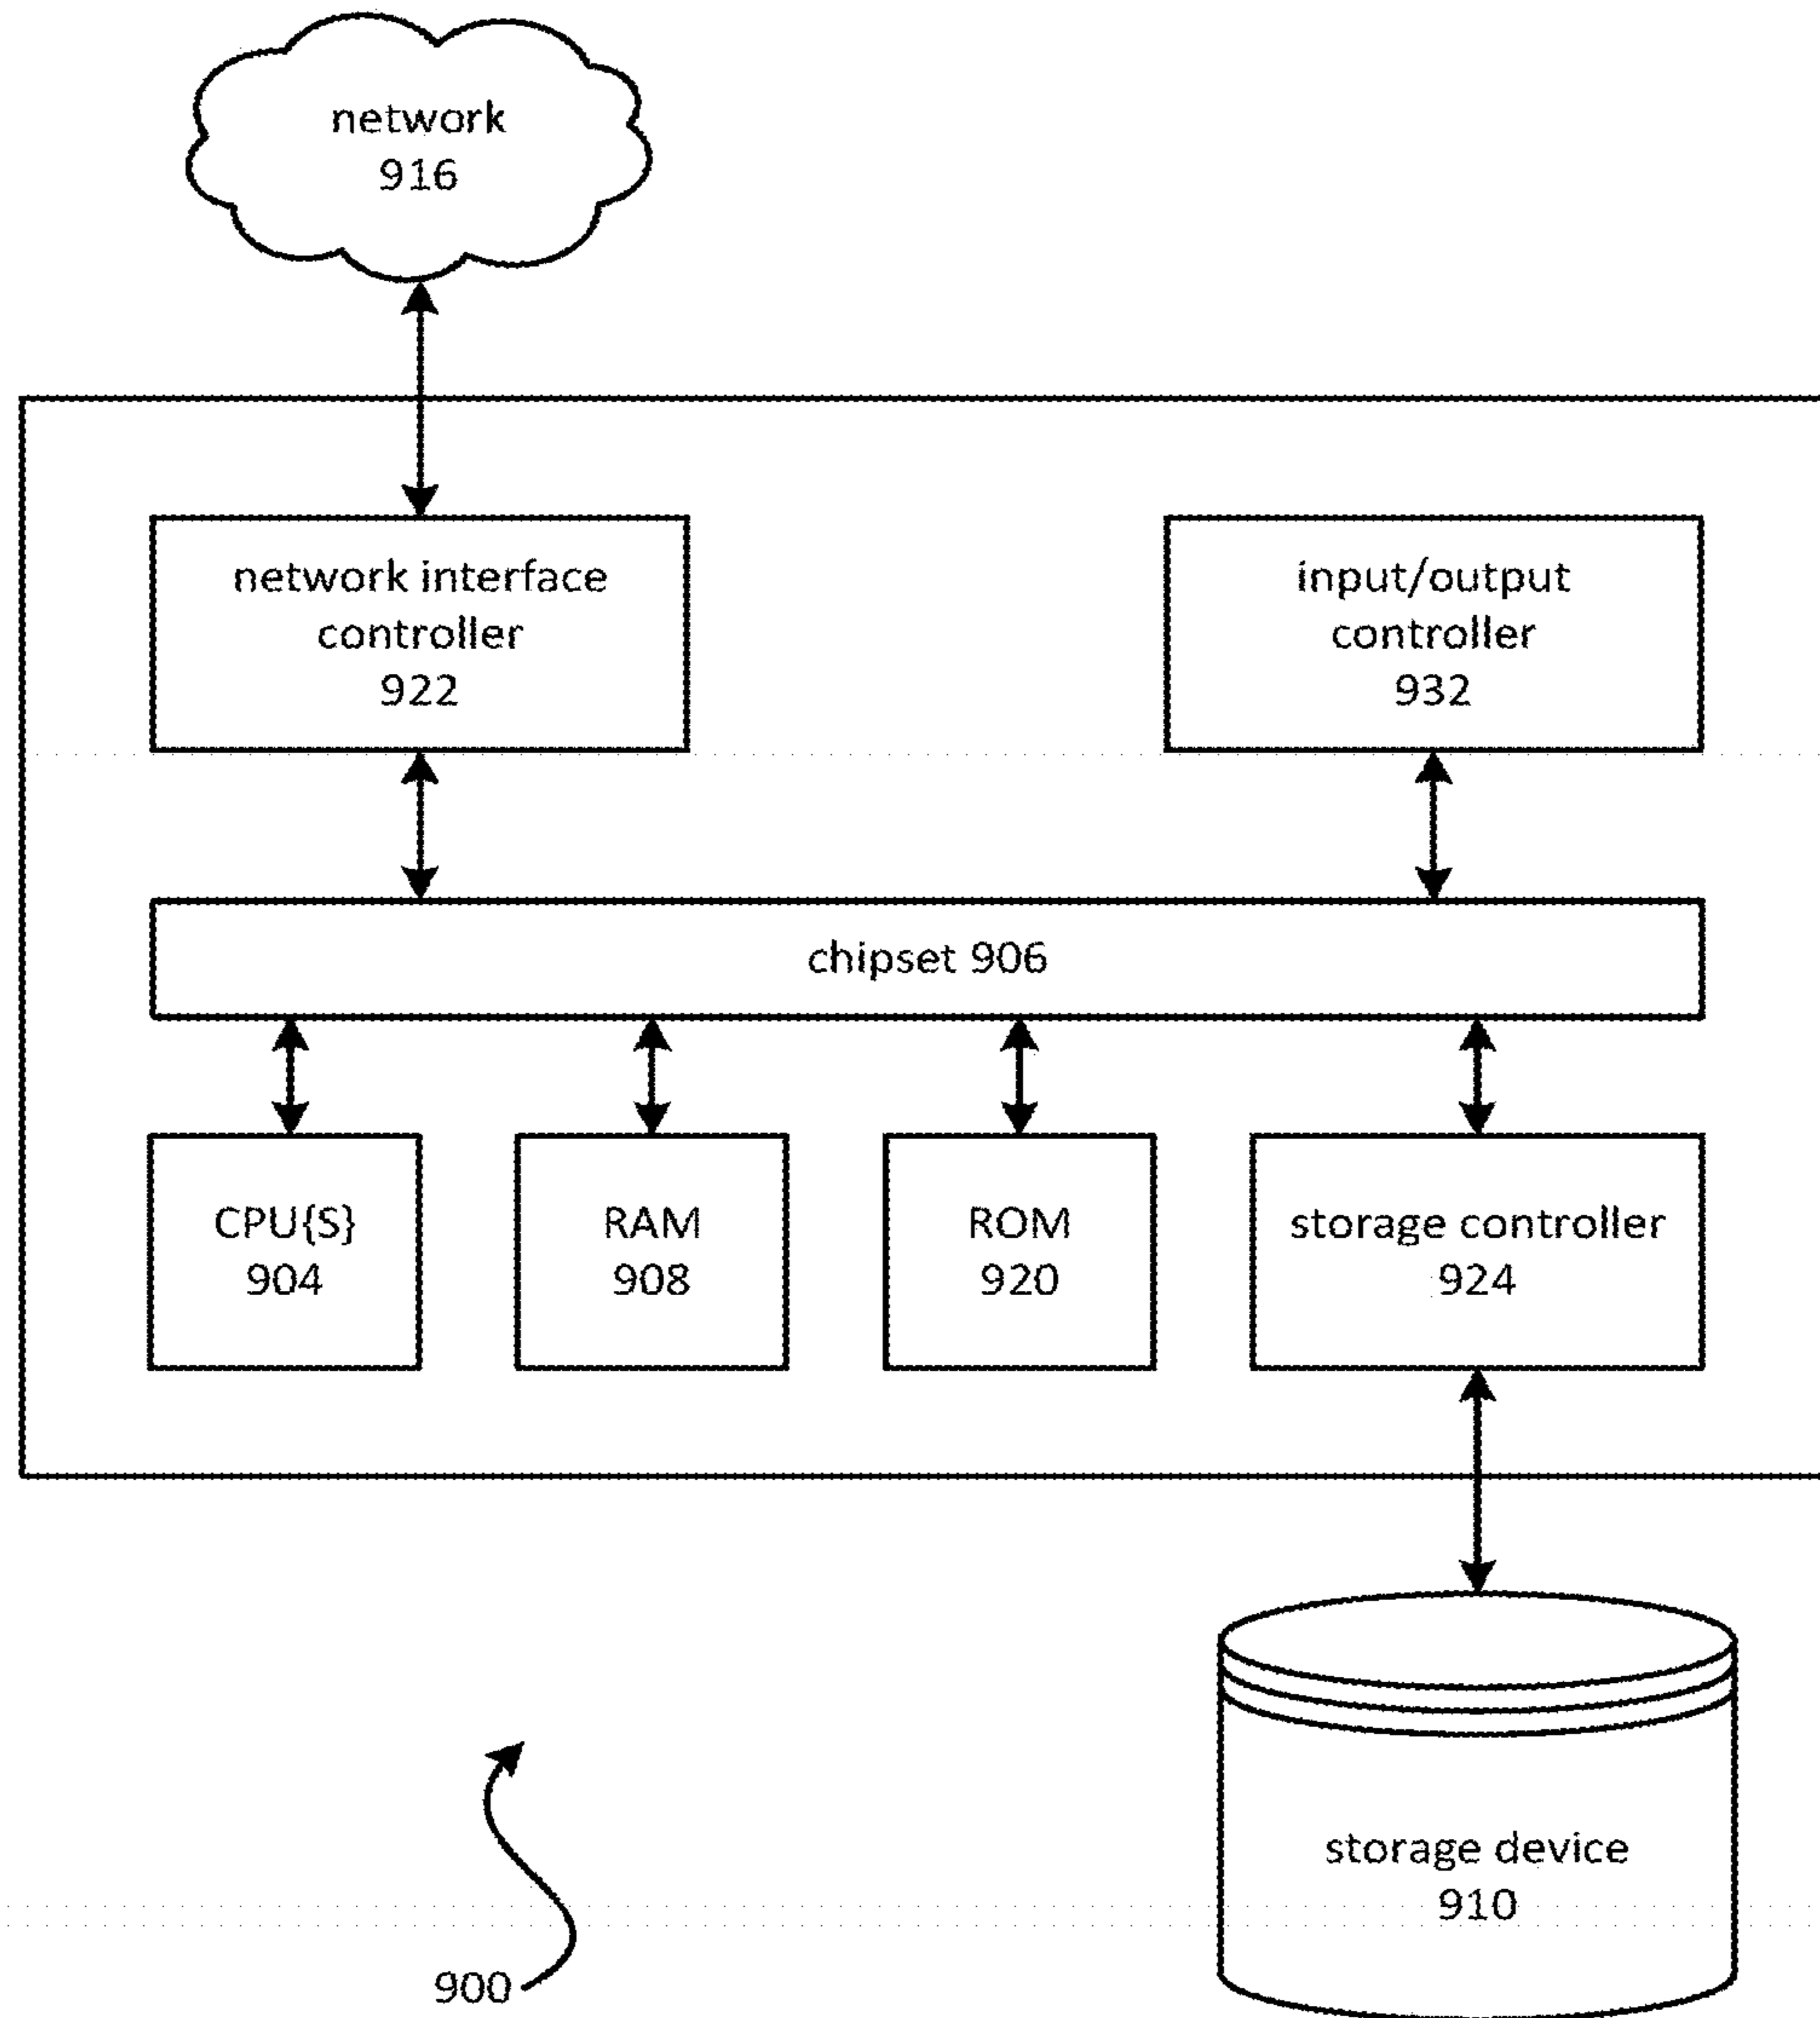 network
916
network interface
controller
922
input/output
controller
932
chipset 906
CPU{S}
904
RAM
908
ROM
920
storage controller
924
storage device
910
900